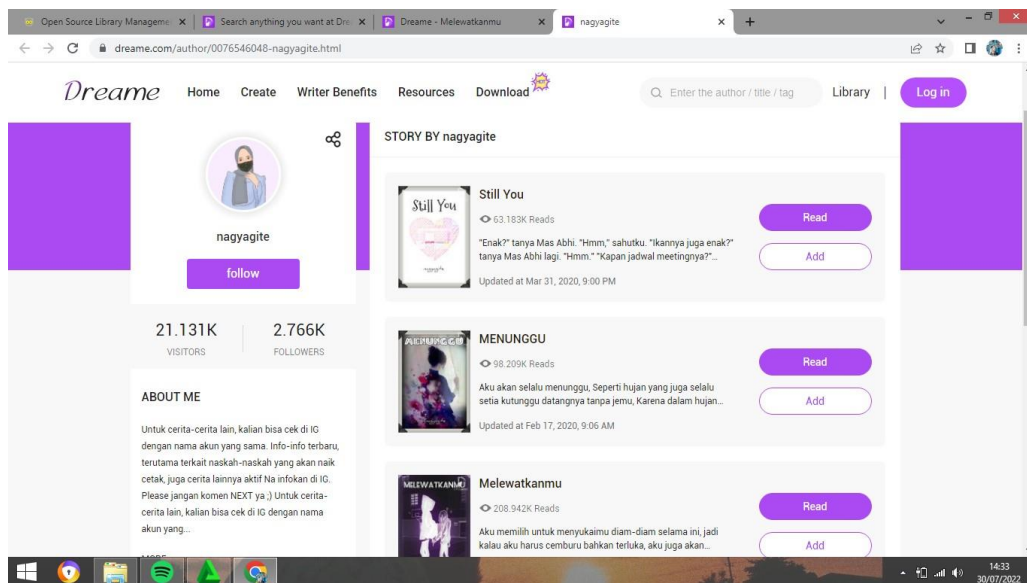 Open Source Library Managemen
Search anything you want at Dre
Dreame - Melewatkanmu
nagyagite
dreame.com/author/0076546048-nagyagite.html
Dreame
Home
Create
Writer Benefits
Resources
Download
Enter the author / title / tag
Library
Log in
nagyagite
follow
21.131K
2.766K
VISITORS
FOLLOWERS
ABOUT ME
Untuk cerita-cerita lain, kalian bisa cek di IG
dengan nama akun yang sama. Info-info terbaru,
terutama terkait naskah-naskah yang akan naik
cetak, juga cerita lainnya aktif Na infokan di IG.
Please jangan komen NEXT ya ;) Untuk cerita-
cerita lain, kalian bisa cek di IG dengan nama
akun yang...
STORY BY nagyagite
Still You
Still You
63.183K Reads
"Enak?" tanya Mas Abhi. "Hmm," sahutku. "Ikannya juga enak?"
tanya Mas Abhi lagi. "Hmm." "Kapan jadwal meetingnya?"...
Updated at Mar 31, 2020, 9:00 PM
Read
Add
MENUNGGU
MENUNGGU
98.209K Reads
Aku akan selalu menunggu, Seperti hujan yang juga selalu
setia kutunggu datangnya tanpa jemu, Karena dalam hujan...
Updated at Feb 17, 2020, 9:06 AM
Read
Add
MELEWATKANMU
Melewatkanmu
208.942K Reads
Aku memilih untuk menyukaimu diam-diam selama ini, jadi
kalau aku harus cemburu bahkan terluka, aku juga akan...
Read
Add
14:33
30/07/2022